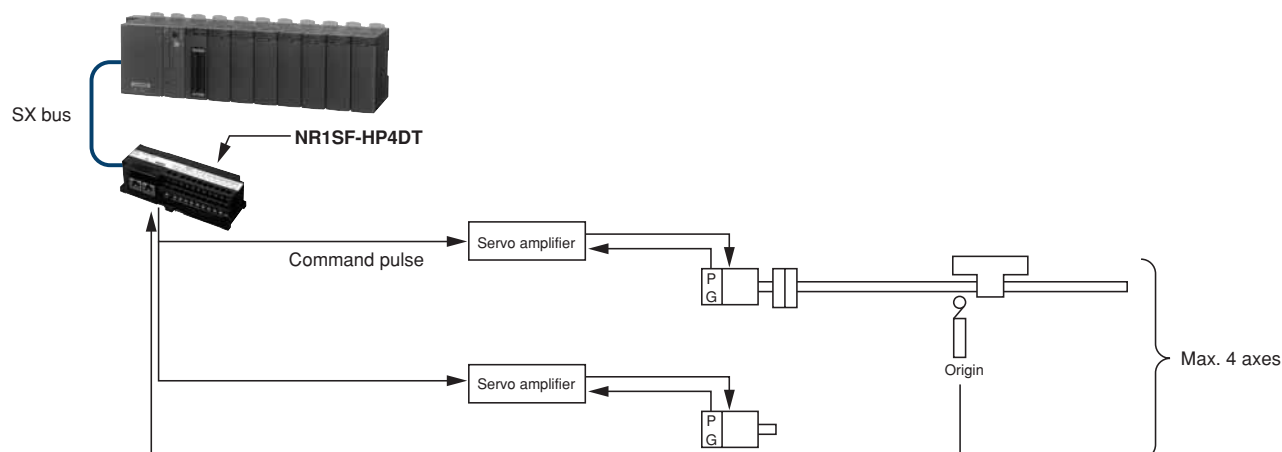 SX bus
NR1SF-HP4DT
Servo amplifier
Command pulse
P
G
Max. 4 axes
Origin
Servo amplifier
P
G